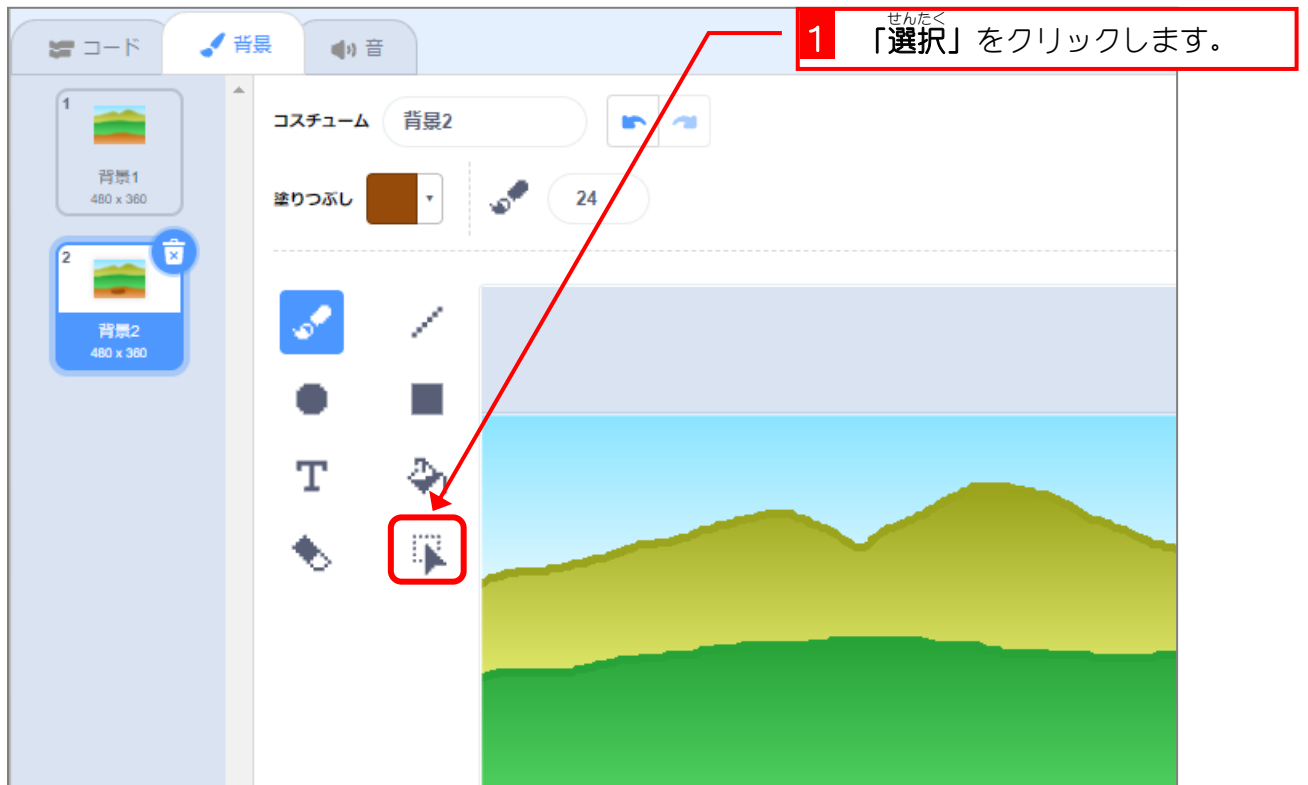 せんたく
1 「選択」をクリックします。
コード 背景 音
1
背景1
480 x 360
2
背景2
480 x 360
コスチューム 背景2
塗りつぶし 24
T